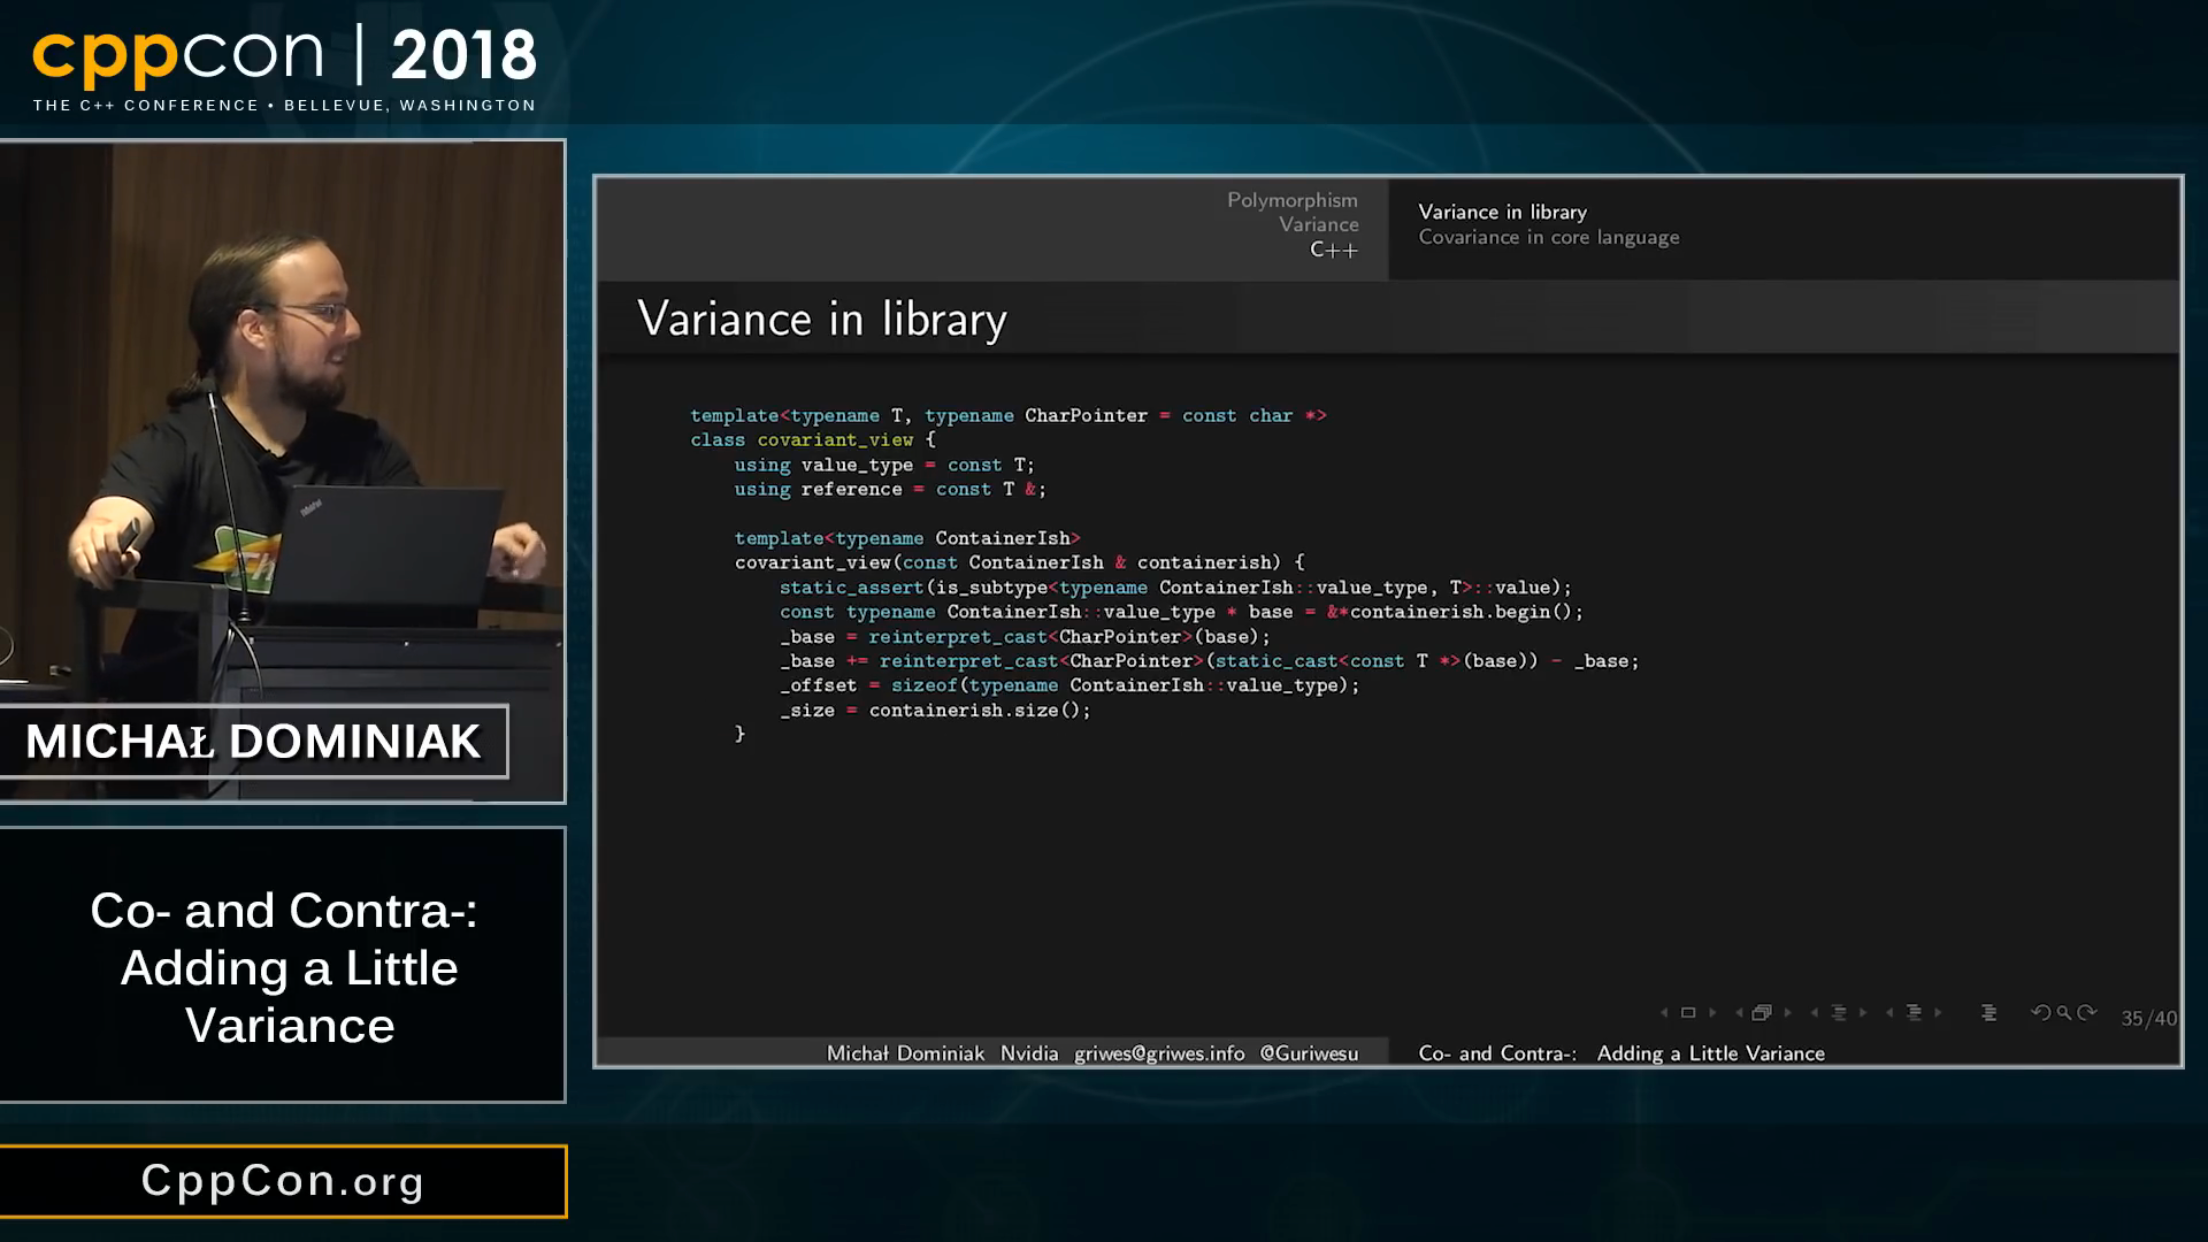 cppcon | 2018
THE C++ CONFERENCE • BELLEVUE, WASHINGTON
ThinkPad
MICHAŁ DOMINIAK
Co- and Contra-:
Adding a Little
Variance
CppCon.org
Polymorphism
Variance
C++
Variance in library
Covariance in core language
Variance in library
template<typename T, typename CharPointer = const char *>
class covariant_view {
    using value_type = const T;
    using reference = const T &;
    template<typename ContainerIsh>
    covariant_view(const ContainerIsh & containerish) {
        static_assert(is_subtype<typename ContainerIsh::value_type, T>::value);
        const typename ContainerIsh::value_type * base = &*containerish.begin();
        _base = reinterpret_cast<CharPointer>(base);
        _base += reinterpret_cast<CharPointer>(static_cast<const T *>(base)) - _base;
        _offset = sizeof(typename ContainerIsh::value_type);
        _size = containerish.size();
    }
35/40
Michał Dominiak Nvidia griwes@griwes.info @Guriwesu
Co- and Contra-: Adding a Little Variance